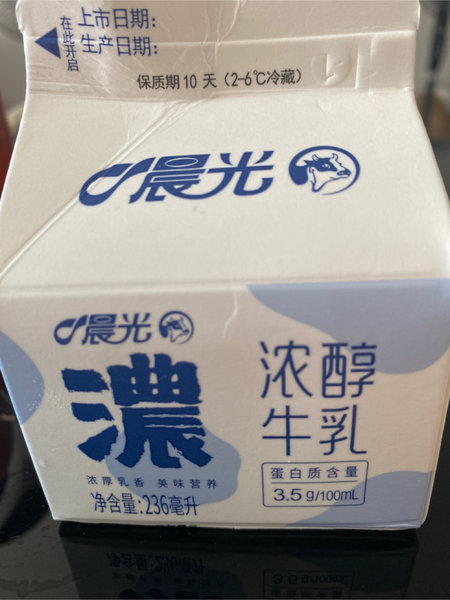 在此开启
上市日期:
生产日期:
保质期10天(2-6℃冷藏)
晨光
晨光
濃
浓厚乳香 美味营养
净含量:236毫升
浓醇
牛乳
蛋白质含量
3.5g/100mL